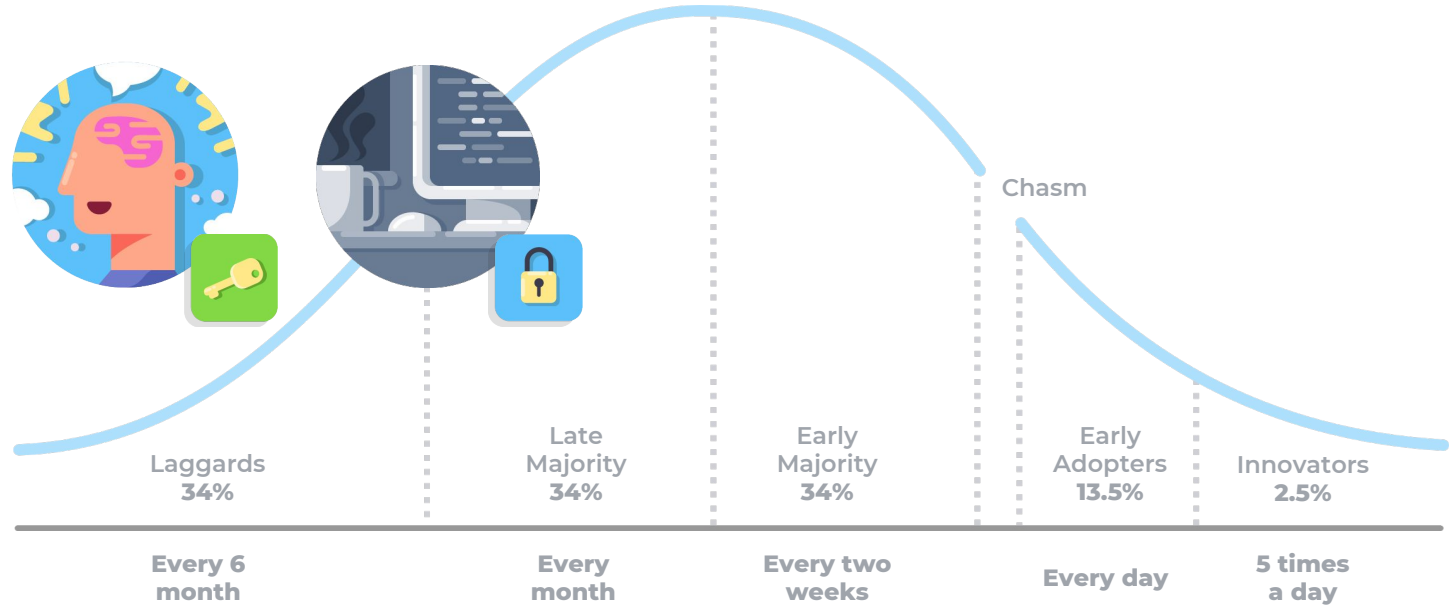 Chasm
Laggards
34%
Late
Majority
34%
Early
Majority
34%
Early
Adopters
13.5%
Innovators
2.5%
Every 6
month
Every
month
Every two
weeks
Every day
5 times
a day